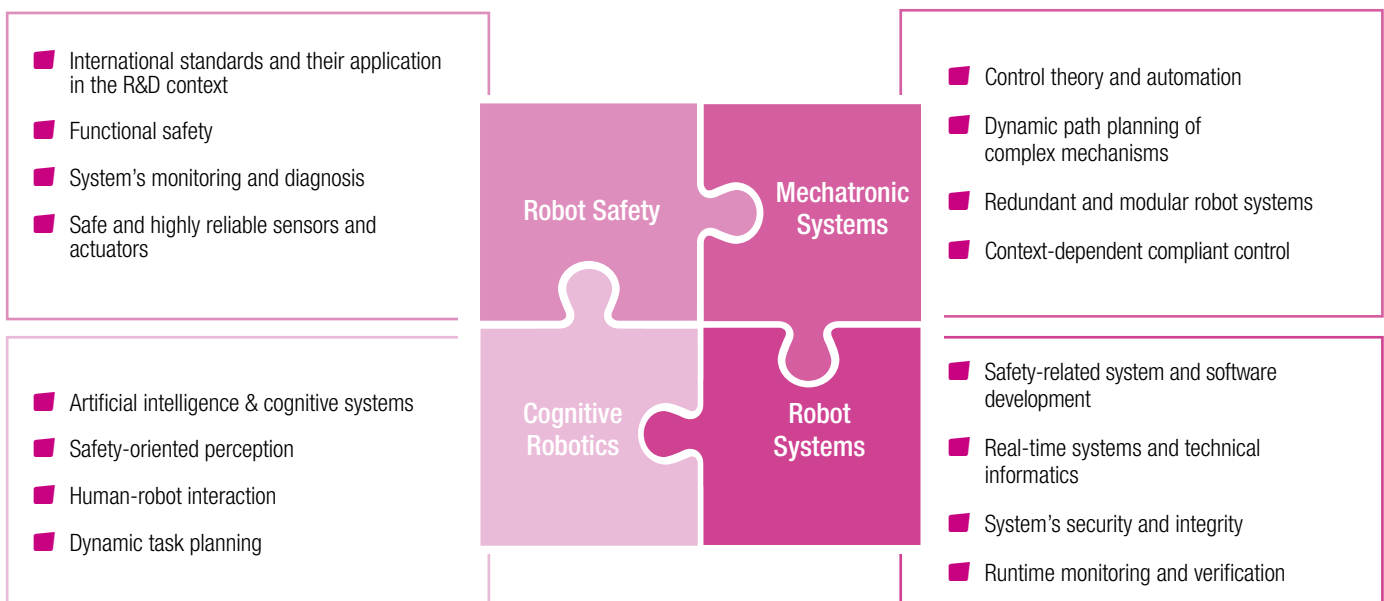 International standards and their application
in the R&D context
Functional safety
System's monitoring and diagnosis
Safe and highly reliable sensors and
actuators
Robot Safety
Mechatronic
Systems
Control theory and automation
Dynamic path planning of
complex mechanisms
Redundant and modular robot systems
Context-dependent compliant control
Artificial intelligence & cognitive systems
Safety-oriented perception
Human-robot interaction
Dynamic task planning
Cognitive
Robotics
Robot
Systems
Safety-related system and software
development
Real-time systems and technical
informatics
System's security and integrity
Runtime monitoring and verification